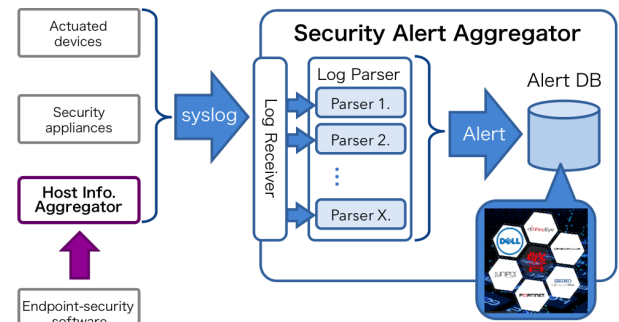 Actuated
devices
Security
appliances
Host Info.
Aggregator
Endpoint-security
software
syslog
Security Alert Aggregator
Log Receiver
Log Parser
Parser 1.
Parser 2.
Parser X.
Alert
Alert DB
FireEye
DELL
JUNIPER
FORTINET